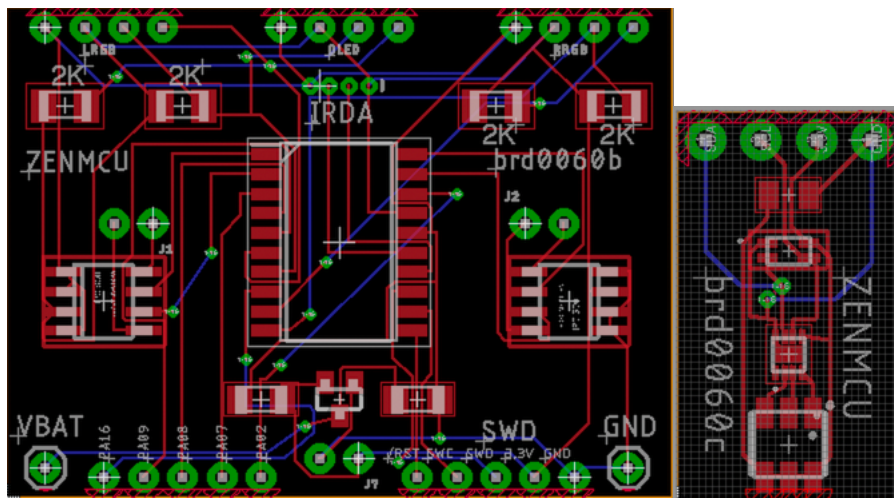 LRGB
OLED
RRGB
2K
2K
IRDA
2K
2K
ZENMCU
brd0060b
J1
J2
VBAT
PA16
PA09
PA08
PA07
PA02
J7
SWD
/RST SWC SWD 3.3V GND
GND
brd0060c
ZENMCU